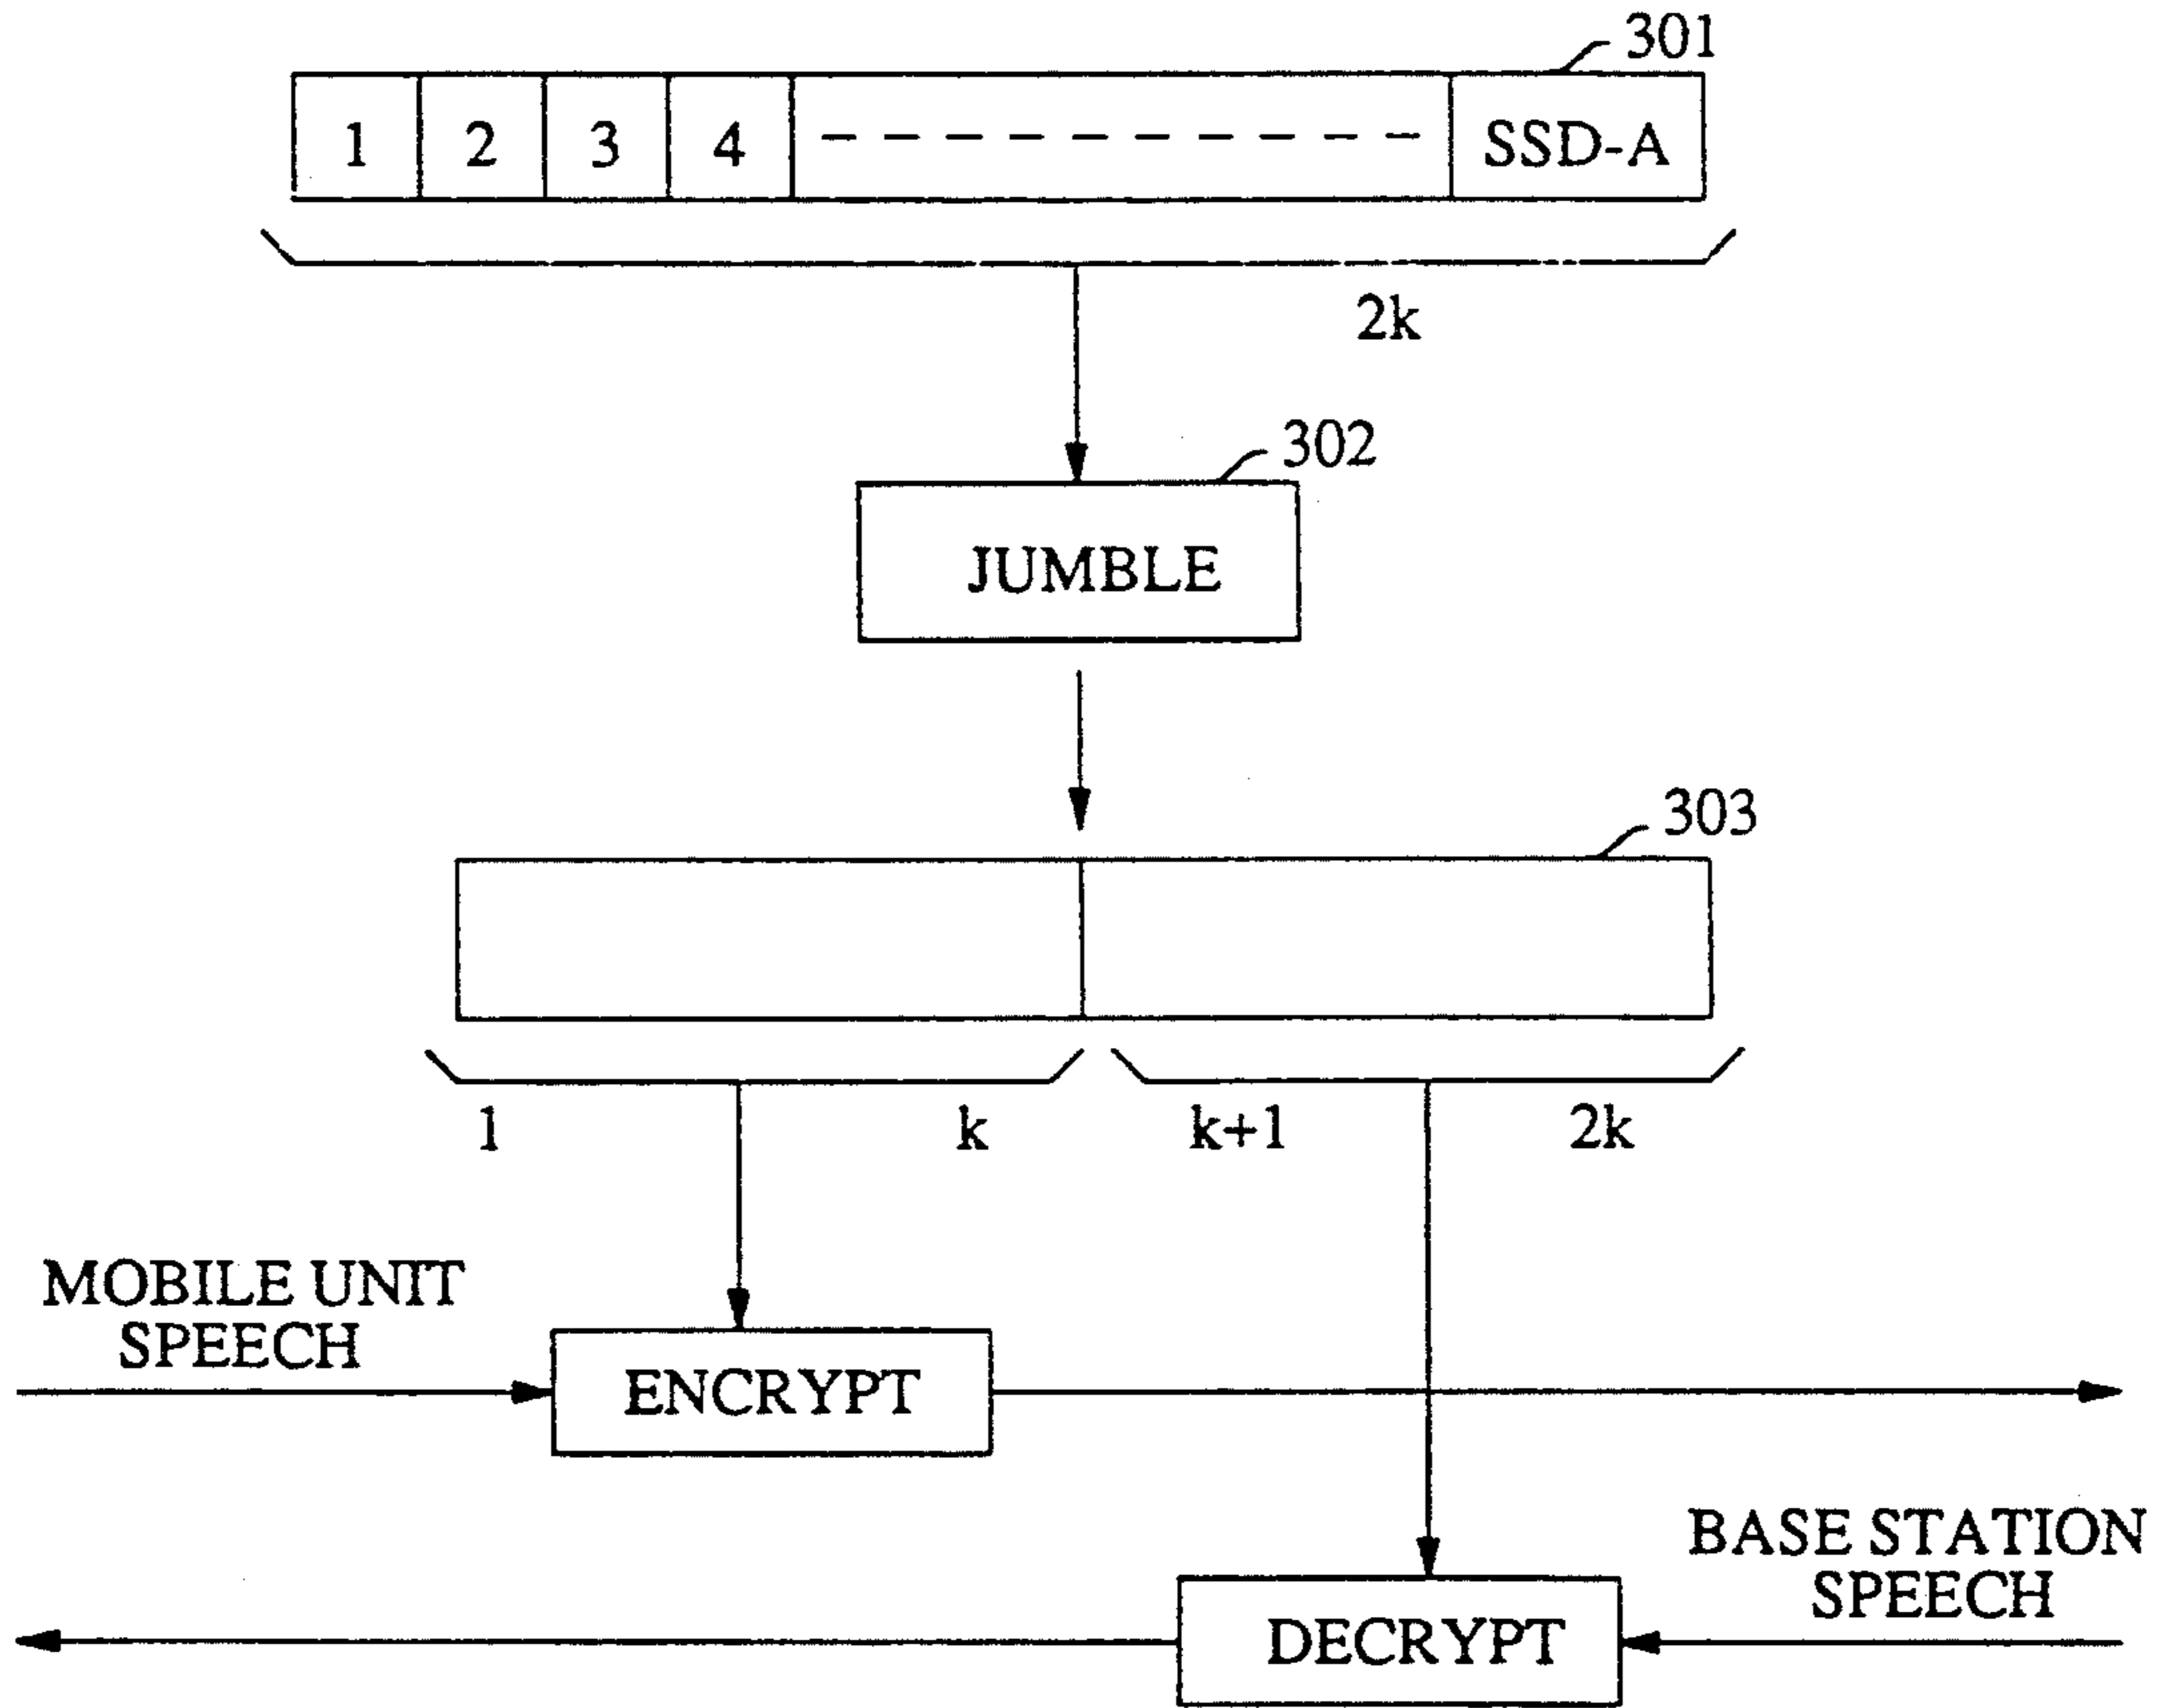 301
1 2 3 4 SSD-A
2k
302
JUMBLE
303
1 k k+1 2k
MOBILE UNIT
SPEECH
ENCRYPT
BASE STATION
SPEECH
DECRYPT